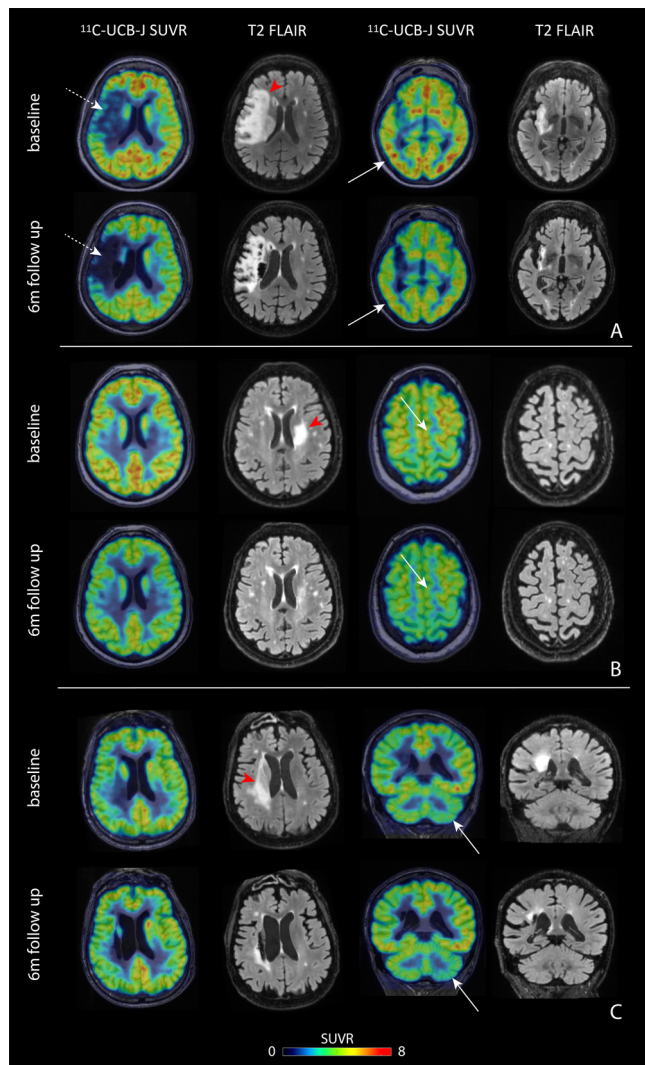 ¹¹C-UCB-J SUVR T2 FLAIR ¹¹C-UCB-J SUVR T2 FLAIR
baseline
6m follow up
A
baseline
6m follow up
B
baseline
6m follow up
C
SUVR
0 8